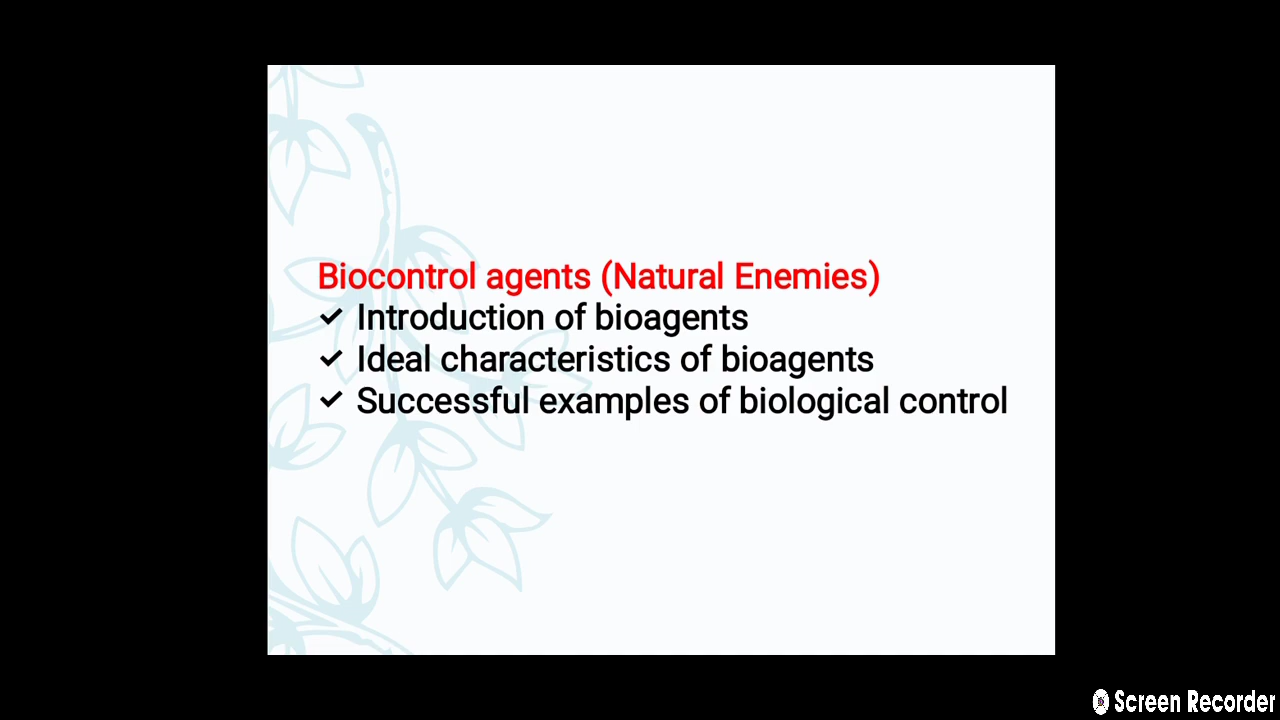 Biocontrol agents (Natural Enemies)
✓ Introduction of bioagents
✓ Ideal characteristics of bioagents
✓ Successful examples of biological control
Screen Recorder